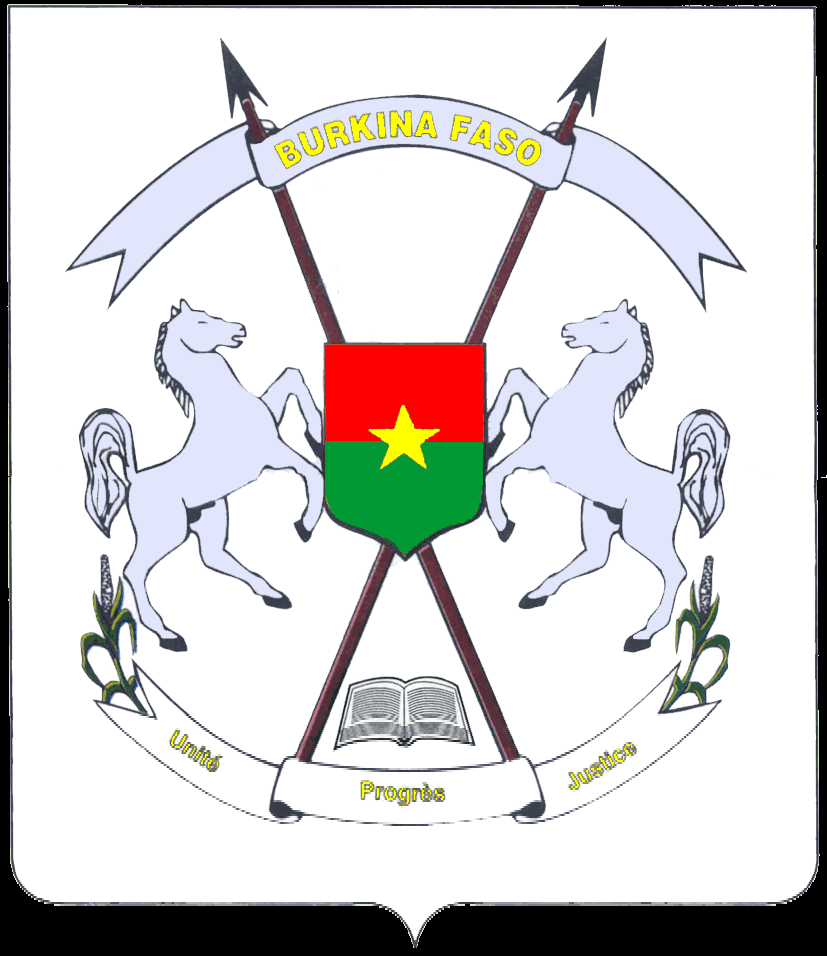 BURKINA FASO
Unité
Progrès
Justice